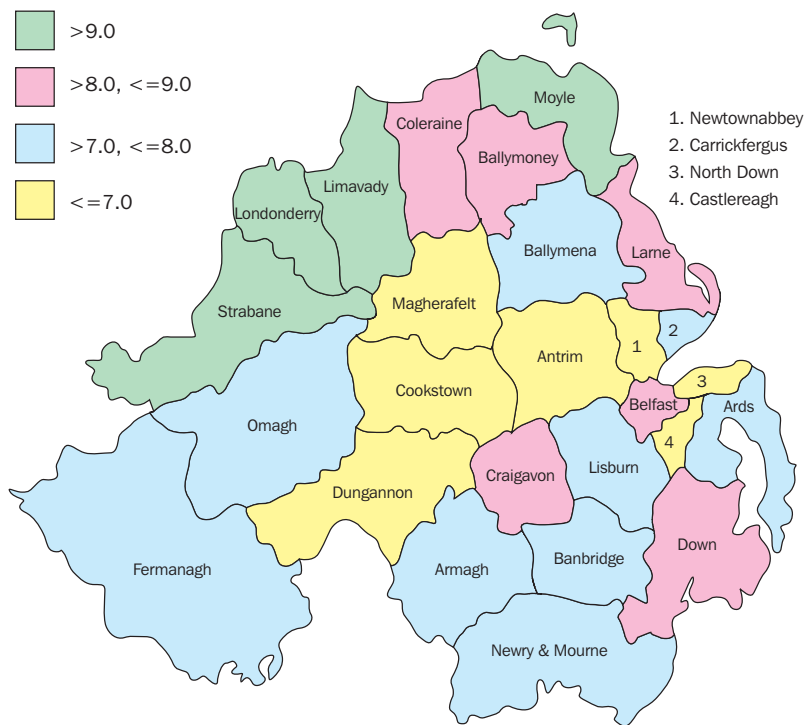 >9.0
>8.0, <=9.0
>7.0, <=8.0
<=7.0
1. Newtownabbey
2. Carrickfergus
3. North Down
4. Castlereagh
Moyle
Coleraine
Ballymoney
Limavady
Londonderry
Ballymena
Larne
Strabane
Magherafelt
2
1
Antrim
3
Cookstown
Belfast
Ards
Omagh
4
Lisburn
Craigavon
Dungannon
Down
Banbridge
Armagh
Fermanagh
Newry & Mourne